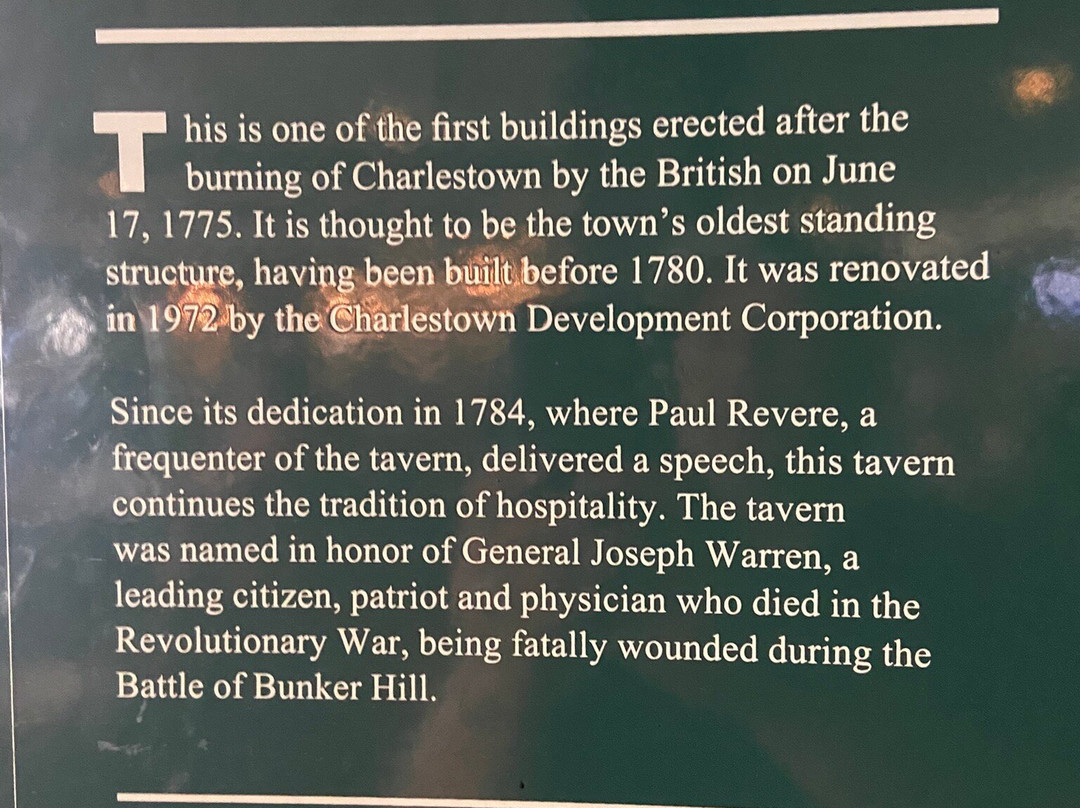 This is one of the first buildings erected after the
burning of Charlestown by the British on June
17, 1775. It is thought to be the town’s oldest standing
structure, having been built before 1780. It was renovated
in 1972 by the Charlestown Development Corporation.
Since its dedication in 1784, where Paul Revere, a
frequenter of the tavern, delivered a speech, this tavern
continues the tradition of hospitality. The tavern
was named in honor of General Joseph Warren, a
leading citizen, patriot and physician who died in the
Revolutionary War, being fatally wounded during the
Battle of Bunker Hill.